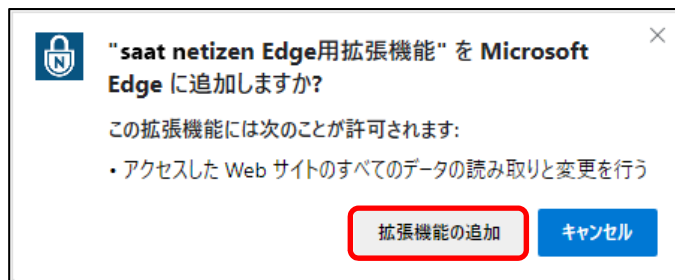 "saat netizen Edge用拡張機能" を Microsoft
Edge に追加しますか?
この拡張機能には次のことが許可されます:
• アクセスした Web サイトのすべてのデータの読み取りと変更を行う
拡張機能の追加 キャンセル